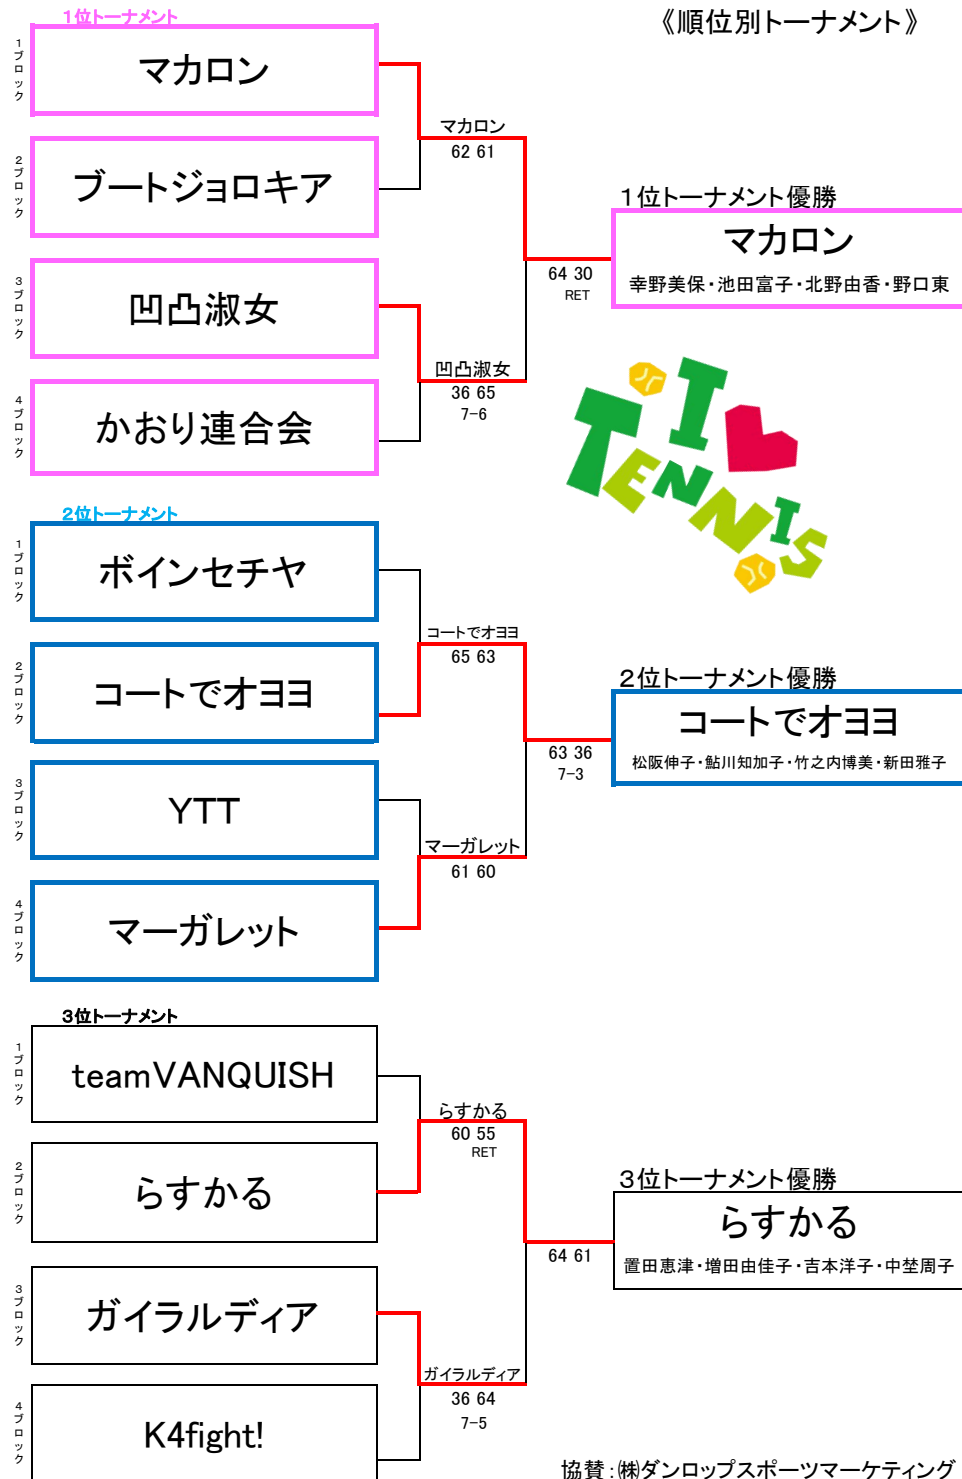 《順位別トーナメント》
1位トーナメント
1ブロック
マカロン
2ブロック
ブートジョロキア
3ブロック
凹凸淑女
4ブロック
かおり連合会
マカロン
62 61
凹凸淑女
36 65
7-6
64 30
RET
1位トーナメント優勝
マカロン
幸野美保・池田富子・北野由香・野口東
I
TENNIS
2位トーナメント
1ブロック
ボインセチヤ
2ブロック
コートでオヨヨ
3ブロック
YTT
4ブロック
マーガレット
コートでオヨヨ
65 63
マーガレット
61 60
63 36
7-3
2位トーナメント優勝
コートでオヨヨ
松阪伸子・鮎川知加子・竹之内博美・新田雅子
3位トーナメント
1ブロック
teamVANQUISH
2ブロック
らすかる
3ブロック
ガイラルディア
4ブロック
K4fight!
らすかる
60 55
RET
ガイラルディア
36 64
7-5
64 61
3位トーナメント優勝
らすかる
置田恵津・増田由佳子・吉本洋子・中埜周子
協賛:㈱ダンロップスポーツマーケティング